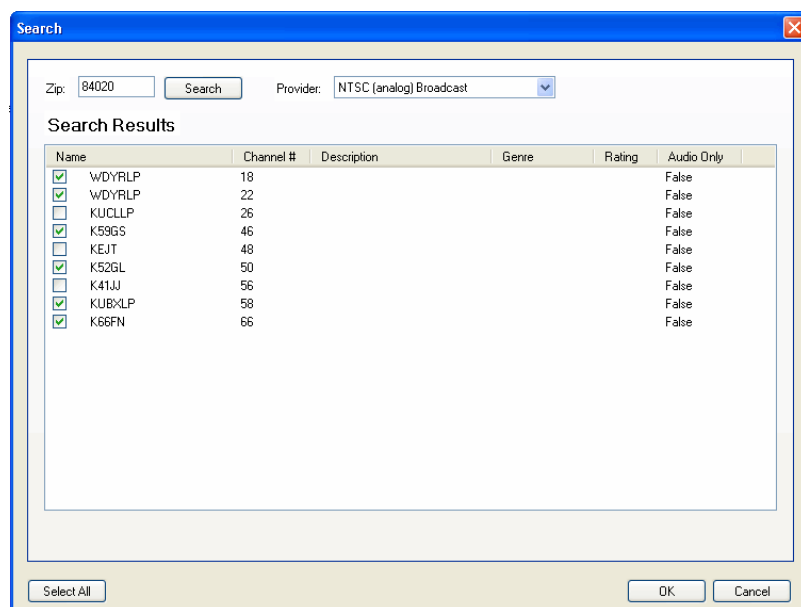 Search
Zip: 84020 Search Provider: NTSC (analog) Broadcast
Search Results
Name Channel # Description Genre Rating Audio Only
WDYRLP 18 False
WDYRLP 22 False
KUCLLP 26 False
K59GS 46 False
KEJT 48 False
K52GL 50 False
K41JJ 56 False
KUBXLP 58 False
K66FN 66 False
Select All OK Cancel